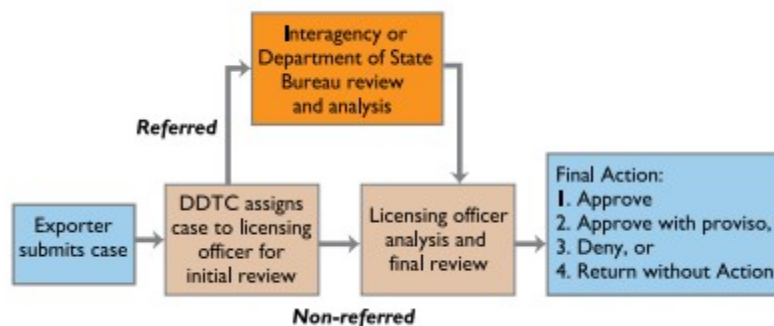 Interagency or
Department of State
Bureau review
and analysis
Referred
Exporter
submits case
DDTC assigns
case to licensing
officer for
initial review
Licensing officer
analysis and
final review
Final Action:
1. Approve
2. Approve with proviso,
3. Deny, or
4. Return without Action
Non-referred